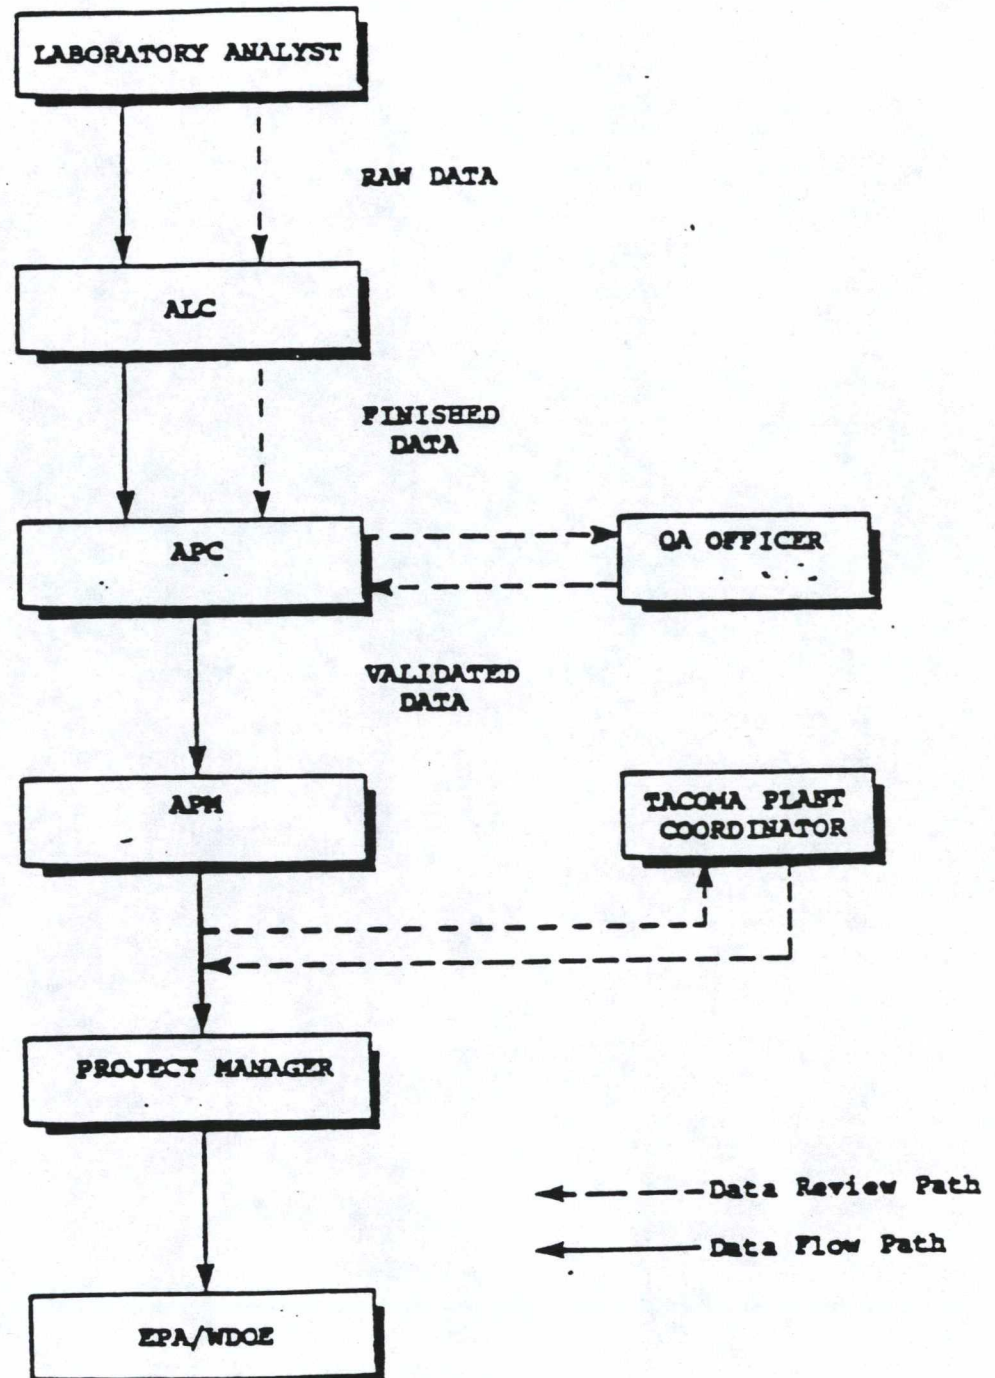 LABORATORY ANALYST
RAW DATA
ALC
FINISHED
DATA
APC
QA OFFICER
VALIDATED
DATA
APM
TACOMA PLANT
COORDINATOR
PROJECT MANAGER
Data Review Path
Data Flow Path
EPA/WDOE